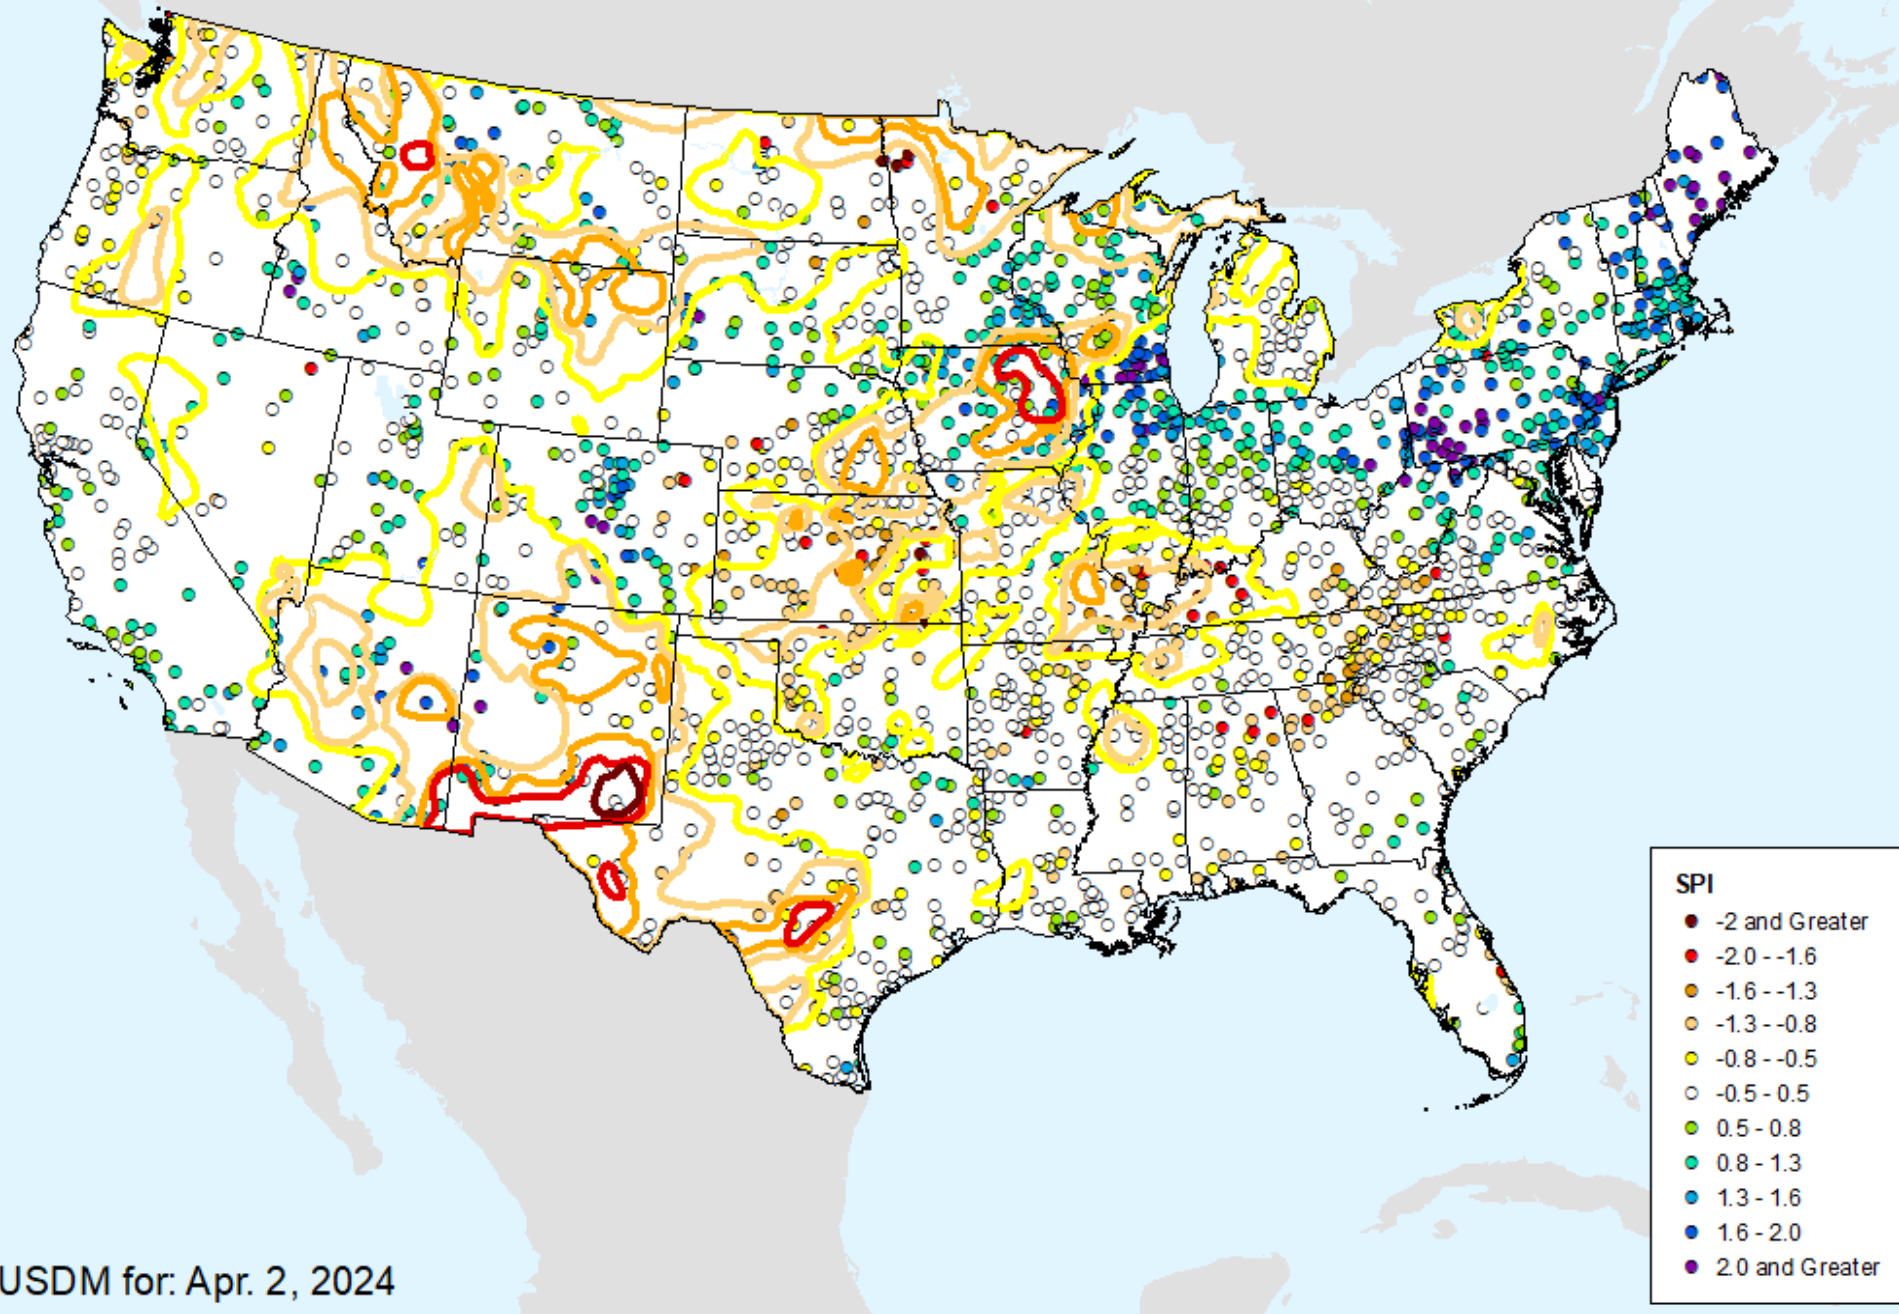 SPI
-2 and Greater
-2.0 - -1.6
-1.6 - -1.3
-1.3 - -0.8
-0.8 - -0.5
-0.5 - 0.5
0.5 - 0.8
0.8 - 1.3
1.3 - 1.6
1.6 - 2.0
2.0 and Greater
USDM for: Apr. 2, 2024